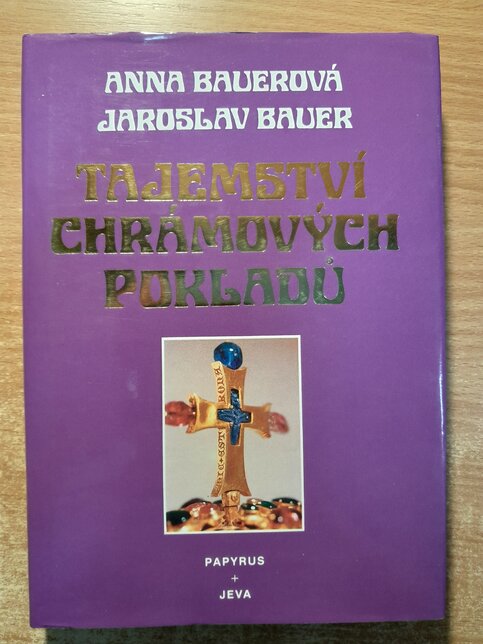 ANNA BAUEROVÁ
JAROSLAV BAUER
TAJEMSTVÍ
CHRÁMOVÝCH
POKLADŮ
PAPYRUS
+
JEVA